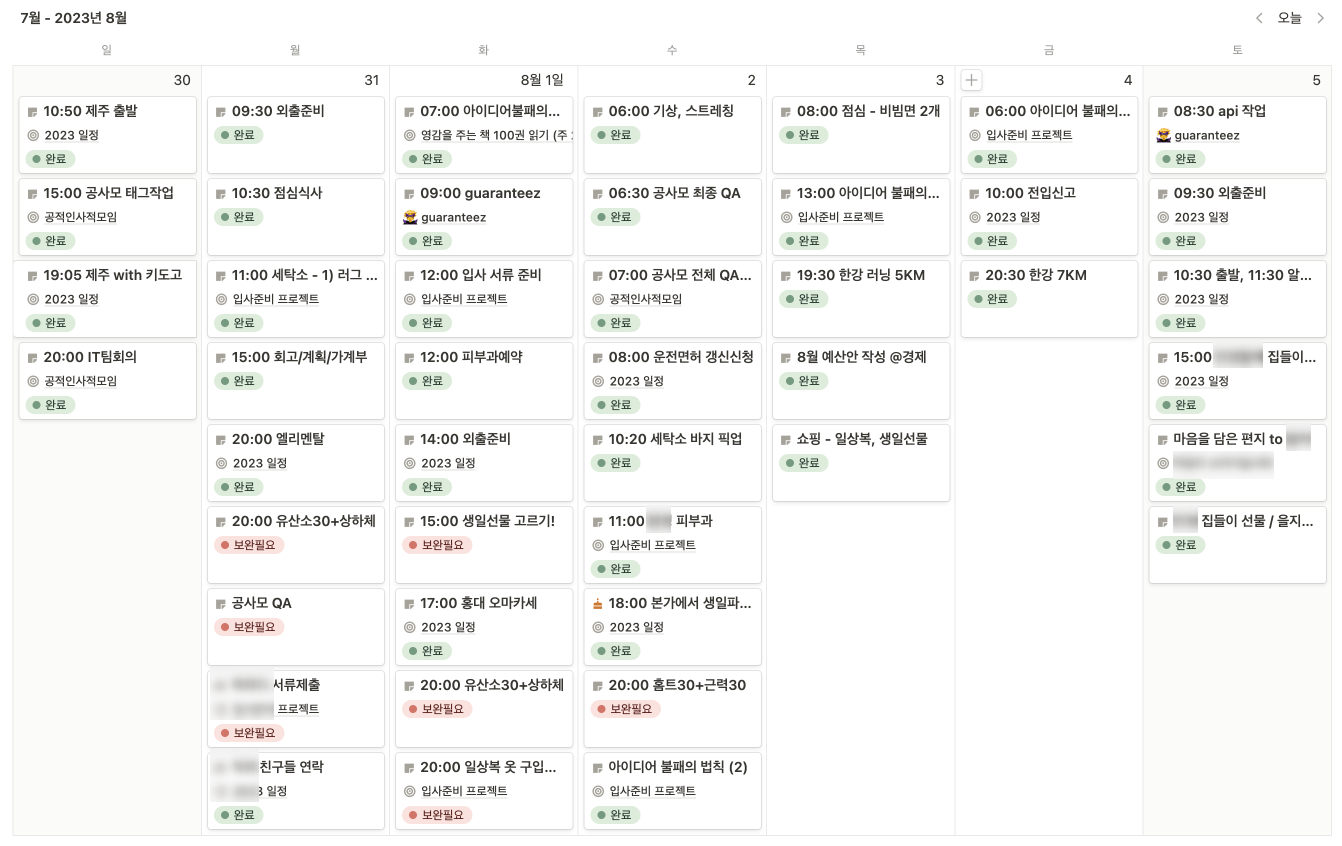 7월 - 2023년 8월
오늘
일 월 화 수 목 금 토
30
10:50 제주 출발
2023 일정
완료
15:00 공사모 태그작업
공적인사적모임
완료
19:05 제주 with 키도고
2023 일정
완료
20:00 IT팀회의
공적인사적모임
완료
31
09:30 외출준비
완료
10:30 점심식사
완료
11:00 세탁소 - 1) 러그 ...
입사준비 프로젝트
완료
15:00 회고/계획/가계부
완료
20:00 엘리멘탈
2023 일정
완료
20:00 유산소30+상하체
보완필요
공사모 QA
보완필요
서류제출
프로젝트
보완필요
친구들 연락
일정
완료
8월 1일
07:00 아이디어불패의...
영감을 주는 책 100권 읽기 (주
완료
09:00 guaranteez
guaranteez
완료
12:00 입사 서류 준비
입사준비 프로젝트
완료
12:00 피부과예약
완료
14:00 외출준비
2023 일정
완료
15:00 생일선물 고르기!
보완필요
17:00 홍대 오마카세
2023 일정
완료
20:00 유산소30+상하체
보완필요
20:00 일상복 옷 구입...
입사준비 프로젝트
보완필요
2
06:00 기상, 스트레칭
완료
06:30 공사모 최종 QA
완료
07:00 공사모 전체 QA...
공적인사적모임
완료
08:00 운전면허 갱신신청
2023 일정
완료
10:20 세탁소 바지 픽업
완료
11:00 피부과
입사준비 프로젝트
완료
18:00 본가에서 생일파...
2023 일정
완료
20:00 홈트30+근력30
보완필요
아이디어 불패의 법칙 (2)
입사준비 프로젝트
완료
3
08:00 점심 - 비빔면 2개
완료
13:00 아이디어 불패의...
입사준비 프로젝트
완료
19:30 한강 러닝 5KM
완료
8월 예산안 작성 @경제
완료
쇼핑 - 일상복, 생일선물
완료
4
06:00 아이디어 불패의...
입사준비 프로젝트
완료
10:00 전입신고
2023 일정
완료
20:30 한강 7KM
완료
5
08:30 api 작업
guaranteez
완료
09:30 외출준비
2023 일정
완료
10:30 출발, 11:30 알...
2023 일정
완료
15:00 집들이...
2023 일정
완료
마음을 담은 편지 to
완료
집들이 선물 / 을지...
완료